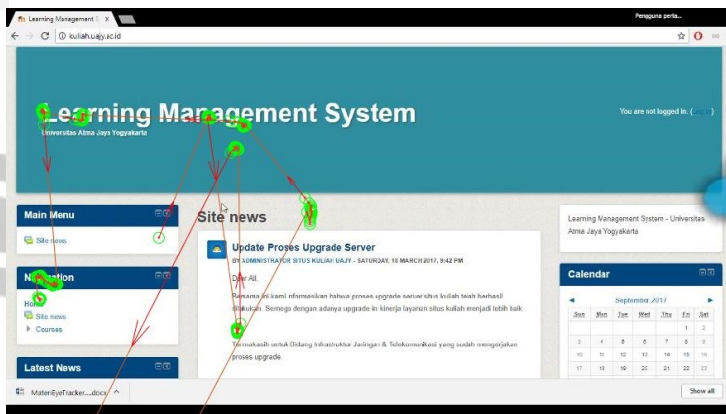 Learning Management S
Pengguna perta...
kuliah.uajy.ac.id
Learning Management System
Universitas Atma Jaya Yogyakarta
You are not logged in. (Log in)
Main Menu
Site news
Navigation
Home
Site news
Courses
Latest News
Site news
Update Proses Upgrade Server
BY ADMINISTRATOR SITUS KULIAH UAJY - SATURDAY, 18 MARCH 2017, 9:42 PM
Dear All,
Bersama ini kami informasikan bahwa proses upgrade server situs kuliah telah berhasil
dilakukan. Semoga dengan adanya upgrade ini kinerja layanan situs kuliah menjadi lebih baik.
Terimakasih untuk Bidang Infrastruktur Jaringan & Telekomunikasi yang sudah mengerjakan
proses upgrade.
Learning Management System - Universitas
Atma Jaya Yogyakarta
Calendar
◄ September 2017 ►
Sun Mon Tue Wed Thu Fri Sat
1 2
3 4 5 6 7 8 9
10 11 12 13 14 15 16
17 18 19 20 21 22 23
MateriEyeTracker....docx
Show all